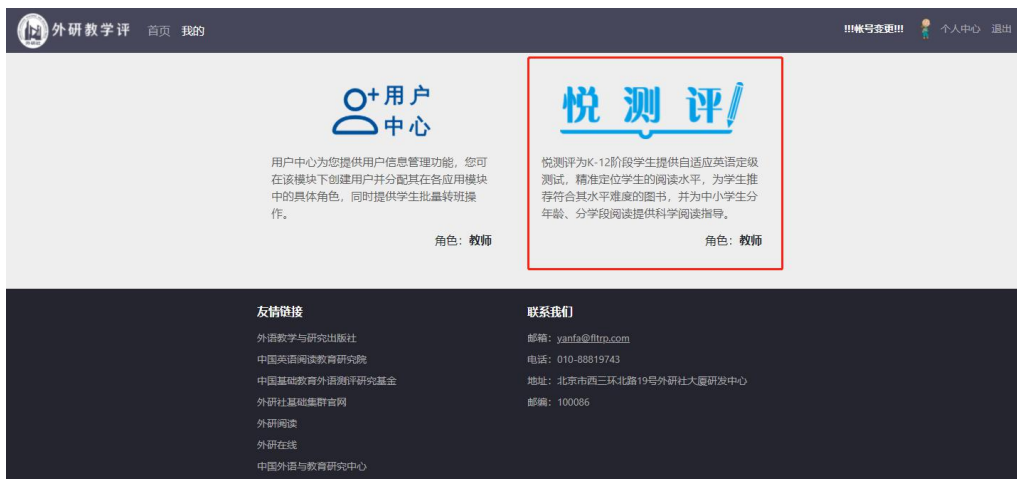 外研教学评 首页 我的 !!!帐号变更!!! 个人中心 退出
用户
中心
用户中心为您提供用户信息管理功能，您可
在该模块下创建用户并分配其在各应用模块
中的具体角色，同时提供学生批量转班操
作。
角色：教师
悦测评
悦测评为K-12阶段学生提供自适应英语定级
测试，精准定位学生的阅读水平，为学生推
荐符合其水平难度的图书，并为中小学生分
年龄、分学段阅读提供科学阅读指导。
角色：教师
友情链接
外语教学与研究出版社
中国英语阅读教育研究院
中国基础教育外语测评研究基金
外研社基础集群官网
外研阅读
外研在线
中国外语与教育研究中心
联系我们
邮箱：yanfa@fltrp.com
电话：010-88819743
地址：北京市西三环北路19号外研社大厦研发中心
邮编：100086